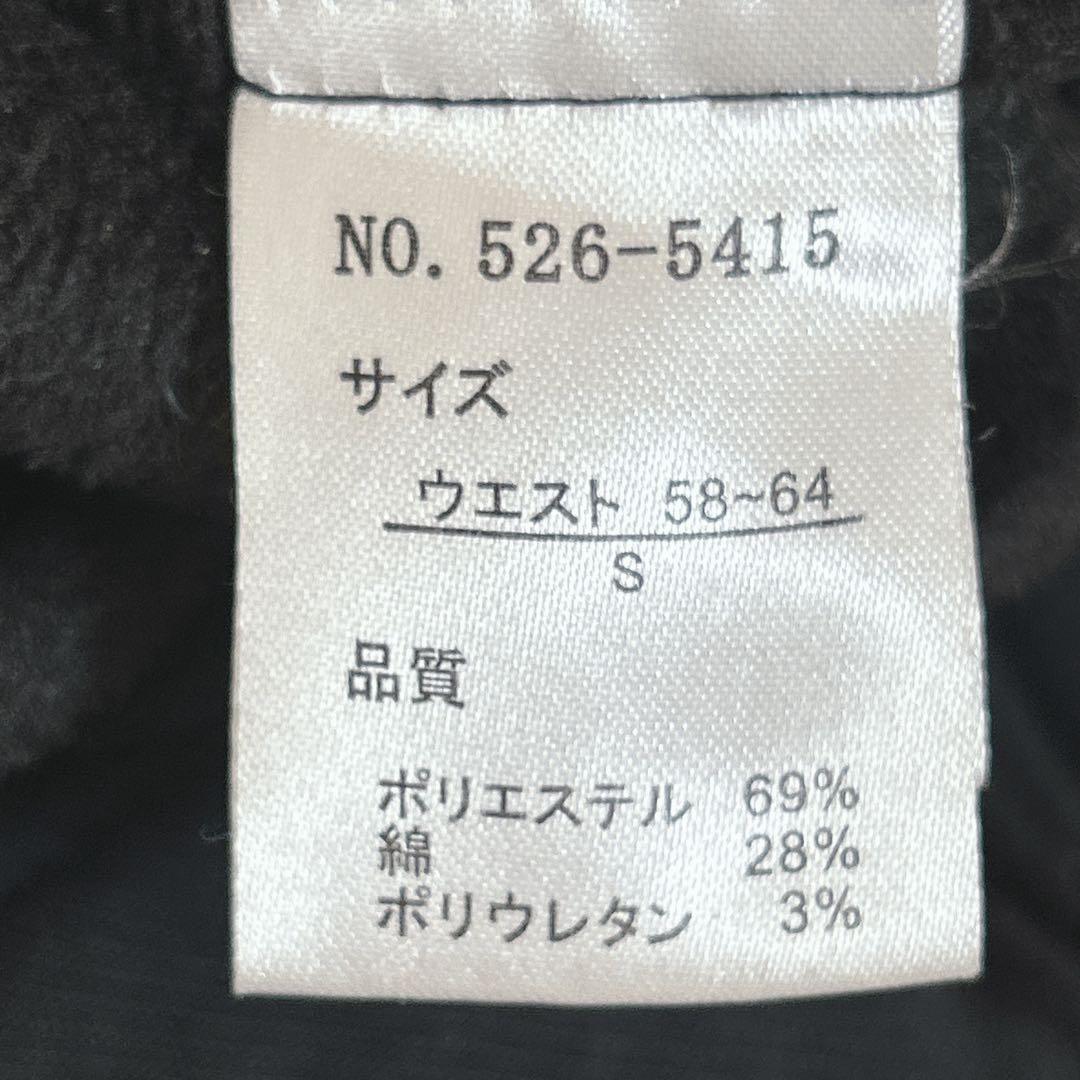 NO. 526-5415
サイズ
ウエスト 58~64
S
品質
ポリエステル 69%
綿 28%
ポリウレタン 3%